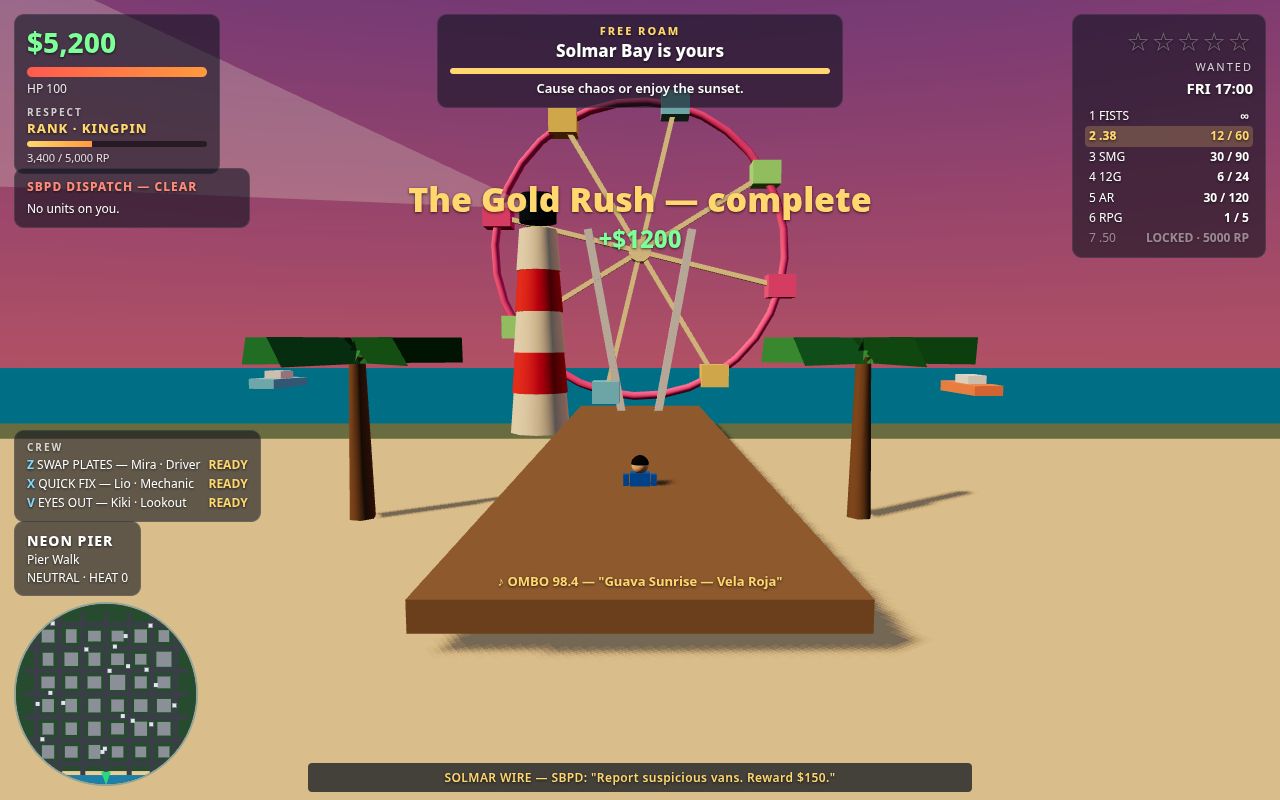 $5,200
HP 100
RESPECT
RANK · KINGPIN
3,400 / 5,000 RP
SBPD DISPATCH — CLEAR
No units on you.
FREE ROAM
Solmar Bay is yours
Cause chaos or enjoy the sunset.
☆☆☆☆☆
WANTED
FRI 17:00
1 FISTS ∞
2 .38 12 / 60
3 SMG 30 / 90
4 12G 6 / 24
5 AR 30 / 120
6 RPG 1 / 5
7 .50 LOCKED · 5000 RP
The Gold Rush — complete
+$1200
CREW
Z SWAP PLATES — Mira · Driver READY
X QUICK FIX — Lio · Mechanic READY
V EYES OUT — Kiki · Lookout READY
NEON PIER
Pier Walk
NEUTRAL · HEAT 0
♪ OMBO 98.4 — "Guava Sunrise — Vela Roja"
SOLMAR WIRE — SBPD: "Report suspicious vans. Reward $150."